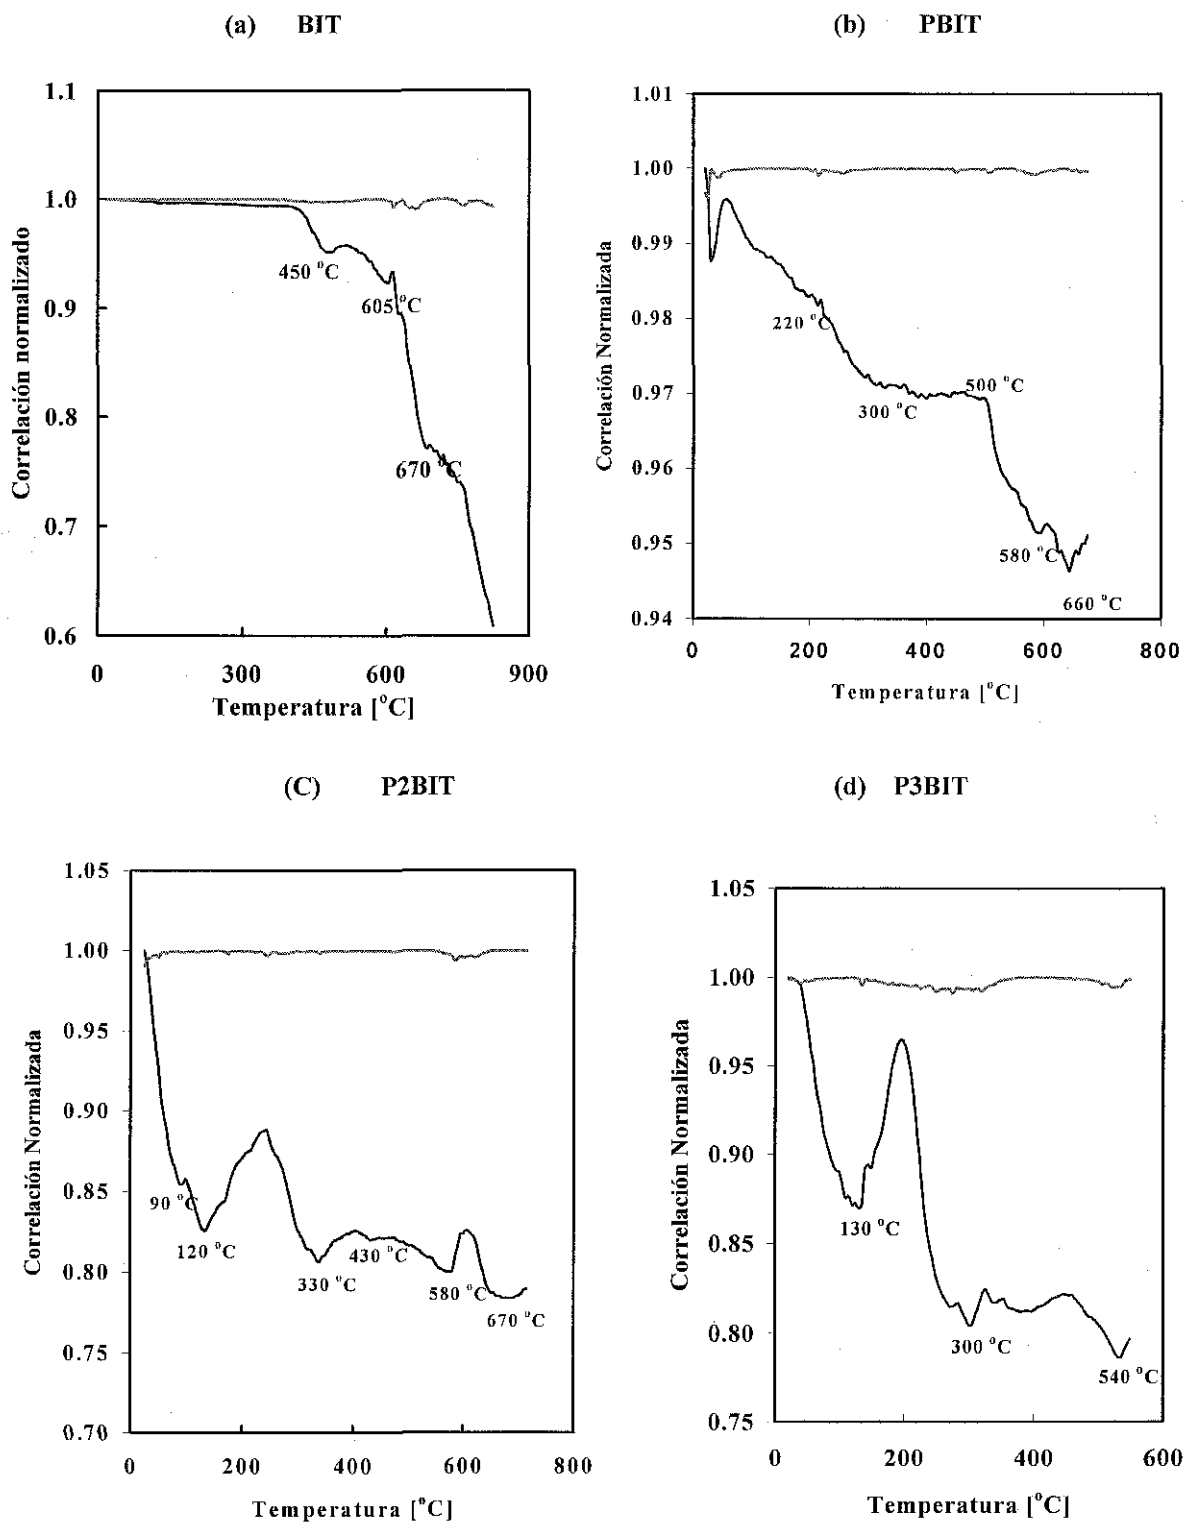 (a) BIT
1.1
1.0
0.9
0.8
0.7
0.6
Correlación normalizado
450 °C
605 °C
670 °C
0 300 600 900
Temperatura [°C]
(b) PBIT
1.01
1.00
0.99
0.98
0.97
0.96
0.95
0.94
Correlación Normalizada
220 °C
300 °C
500 °C
580 °C
660 °C
0 200 400 600 800
Temperatura [°C]
(C) P2BIT
1.05
1.00
0.95
0.90
0.85
0.80
0.75
0.70
Correlación Normalizada
90 °C
120 °C
330 °C
430 °C
580 °C
670 °C
0 200 400 600 800
Temperatura [°C]
(d) P3BIT
1.05
1.00
0.95
0.90
0.85
0.80
0.75
Correlación Normalizada
130 °C
300 °C
540 °C
0 200 400 600
Temperatura [°C]